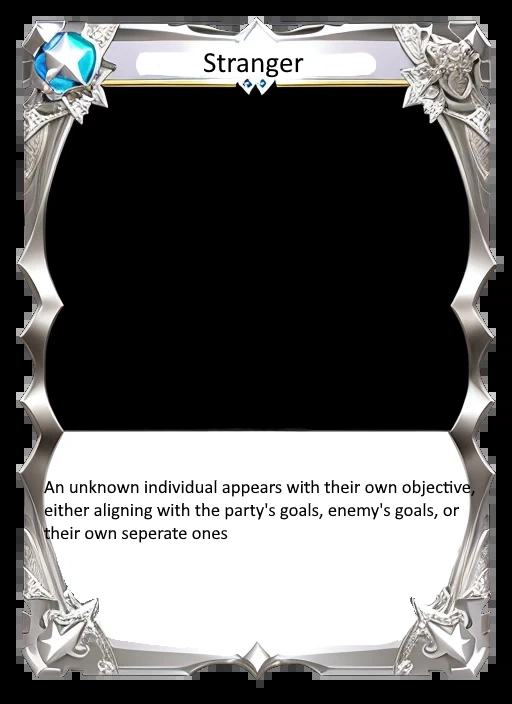 Stranger
An unknown individual appears with their own objective,
either aligning with the party's goals, enemy's goals, or
their own seperate ones